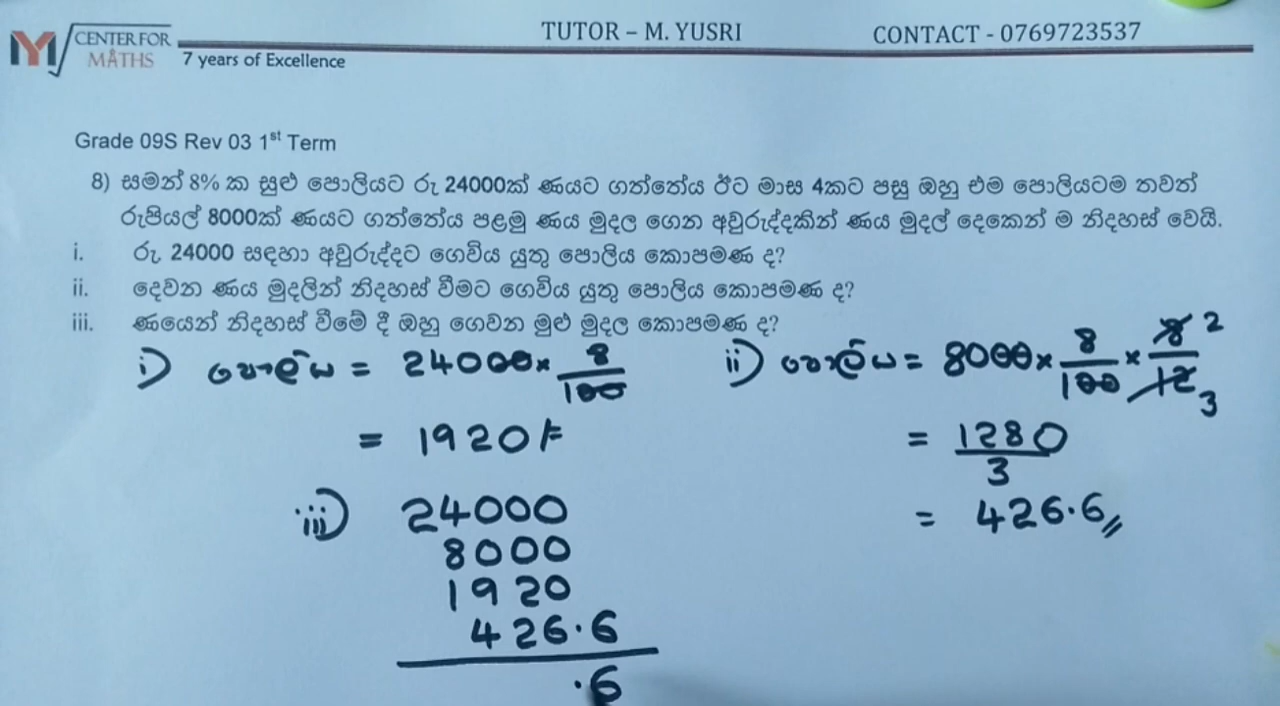 TUTOR – M. YUSRI
CONTACT - 0769723537
MY
CENTER FOR
MATHS
7 years of Excellence
Grade 09S Rev 03 1st Term
8) සමන් 8% ක සුළු පොලියට රු 24000ක් ණයට ගත්තේය ඊට මාස 4කට පසු ඔහු එම පොලියටම තවත්
රුපියල් 8000ක් ණයට ගත්තේය පළමු ණය මුදල ගෙන අවුරුද්දකින් ණය මුදල් දෙකෙන් ම නිදහස් වෙයි.
i. රු. 24000 සඳහා අවුරුද්දට ගෙවිය යුතු පොලිය කොපමණ ද?
ii. දෙවන ණය මුදලින් නිදහස් වීමට ගෙවිය යුතු පොලිය කොපමණ ද?
iii. ණයෙන් නිදහස් වීමේ දී ඔහු ගෙවන මුළු මුදල කොපමණ ද?
i) පොලිය = 24000 × 8/100
= 1920/=
ii) පොලිය = 8000 × 8/100 × 8/12 2 3
= 1280/3
= 426.6//
iii) 24000
8000
1920
426.6
.6